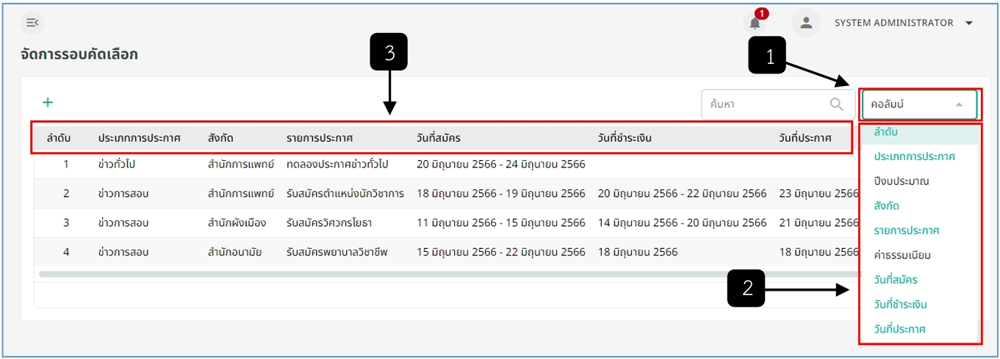 1
SYSTEM ADMINISTRATOR
จัดการรอบคัดเลือก
3
1
ค้นหา
คอลัมน์
ลำดับ ประเภทการประกาศ สังกัด รายการประกาศ วันที่สมัคร วันที่ชำระเงิน วันที่ประกาศ
1 ข่าวทั่วไป สำนักการแพทย์ ทดลองประกาศข่าวทั่วไป 20 มิถุนายน 2566 - 24 มิถุนายน 2566
2 ข่าวการสอบ สำนักการแพทย์ รับสมัครตำแหน่งนักวิชาการ 18 มิถุนายน 2566 - 19 มิถุนายน 2566 20 มิถุนายน 2566 - 22 มิถุนายน 2566 23 มิถุนายน 2566
3 ข่าวการสอบ สำนักผังเมือง รับสมัครวิศวกรโยธา 11 มิถุนายน 2566 - 15 มิถุนายน 2566 14 มิถุนายน 2566 - 20 มิถุนายน 2566 21 มิถุนายน 2566
4 ข่าวการสอบ สำนักอนามัย รับสมัครพยาบาลวิชาชีพ 15 มิถุนายน 2566 - 22 มิถุนายน 2566 18 มิถุนายน 2566 18 มิถุนายน 2566
ลำดับ
ประเภทการประกาศ
ปีงบประมาณ
สังกัด
รายการประกาศ
ค่าธรรมเนียม
วันที่สมัคร
วันที่ชำระเงิน
วันที่ประกาศ
2